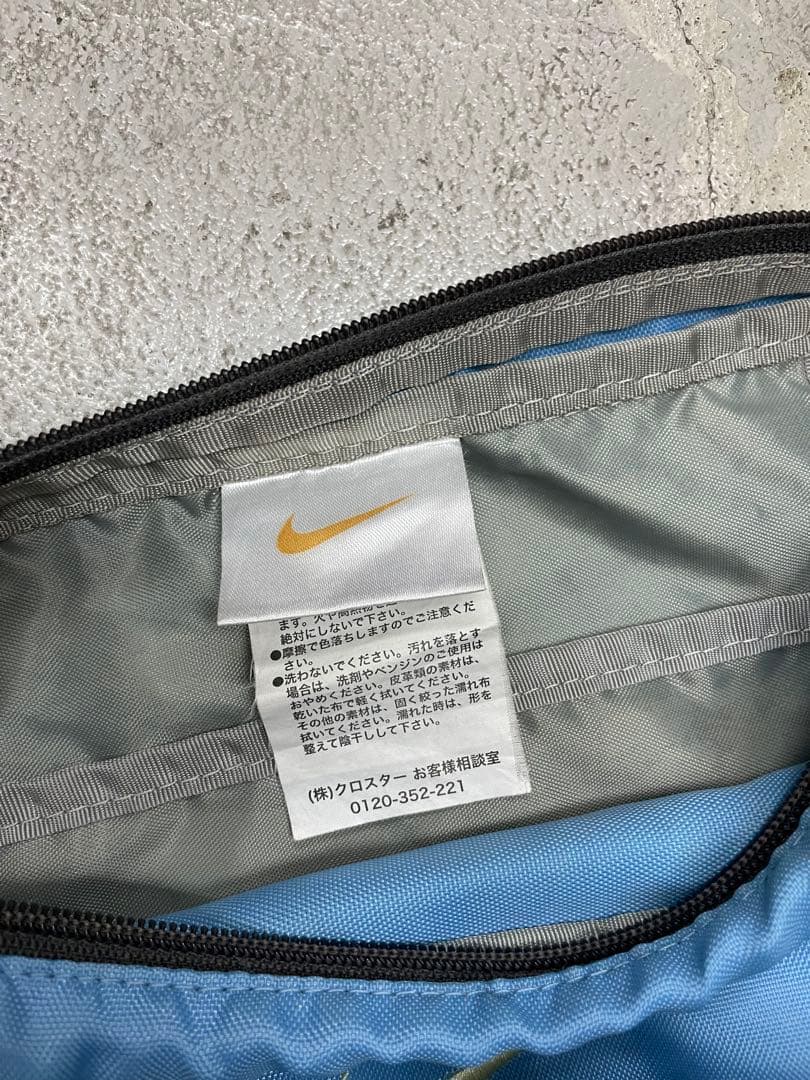 ます。火や高熱物を近
絶対にしないで下さい。
●摩擦で色落ちしますのでご注意くだ
さい。
●洗わないでください。汚れを落とす
場合は、洗剤やベンジンのご使用は
おやめください。皮革類の素材は、
乾いた布で軽く拭いてください。
その他の素材は、固く絞った濡れ布
拭いてください。濡れた時は、形を
整えて陰干しして下さい。
(株)クロスター お客様相談室
0120-352-221